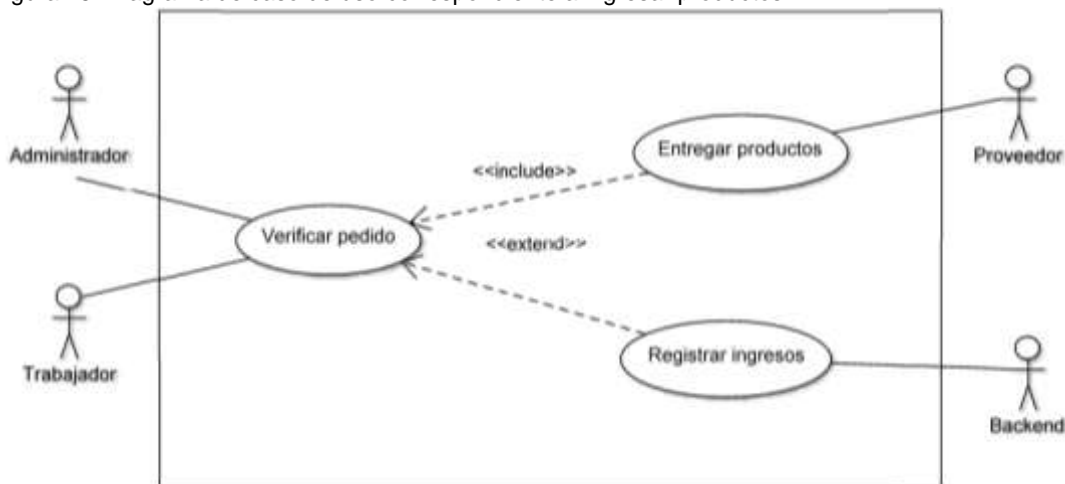 Administrador
Trabajador
Verificar pedido
<<include>>
<<extend>>
Entregar productos
Registrar ingresos
Proveedor
Backend